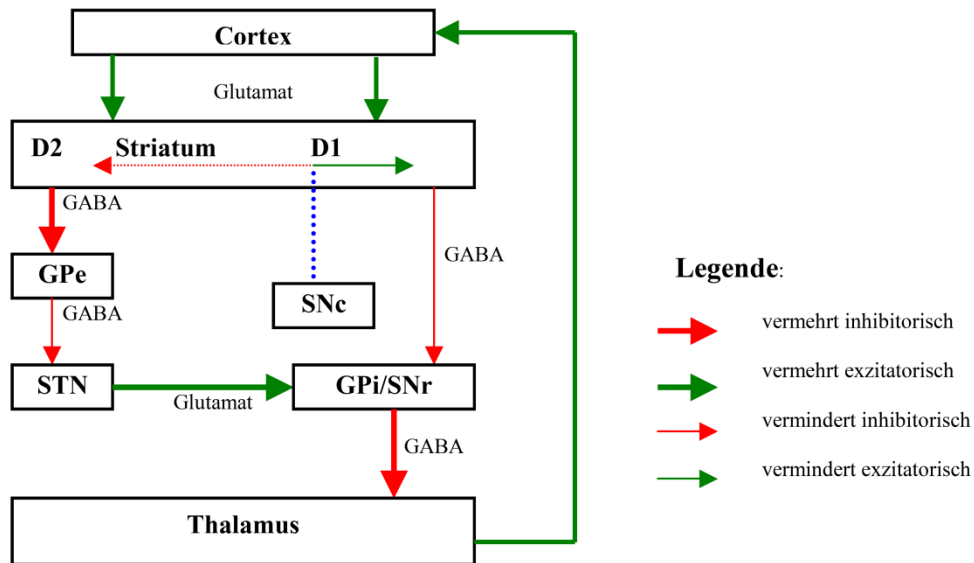 Cortex
Glutamat
D2 Striatum D1
GABA
GABA
GPe
SNc
GABA
STN
GPi/SNr
Glutamat
GABA
Thalamus
Legende:
vermehrt inhibitorisch
vermehrt exzitatorisch
vermindert inhibitorisch
vermindert exzitatorisch